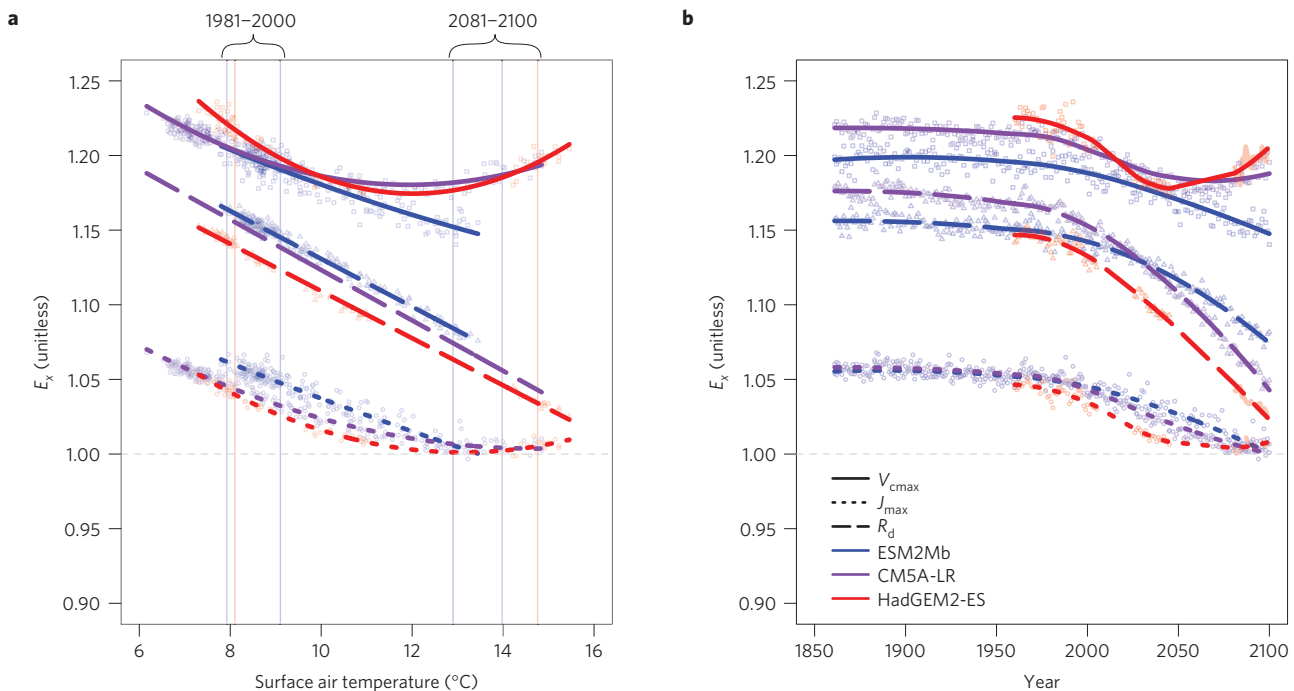 a
1981–2000
2081–2100
1.25
1.20
1.15
1.10
1.05
1.00
0.95
0.90
Ex (unitless)
6
8
10
12
14
16
Surface air temperature (°C)
b
1.25
1.20
1.15
1.10
1.05
1.00
0.95
0.90
Ex (unitless)
Vcmax
Jmax
Rd
ESM2Mb
CM5A-LR
HadGEM2-ES
1850
1900
1950
2000
2050
2100
Year